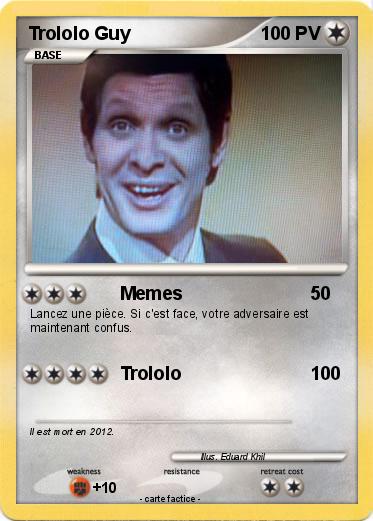 Trololo Guy 100 PV
BASE
Memes 50
Lancez une pièce. Si c'est face, votre adversaire est
maintenant confus.
Trololo 100
Il est mort en 2012.
Illus. Eduard Khil
weakness resistance retreat cost
+10
- carte factice -